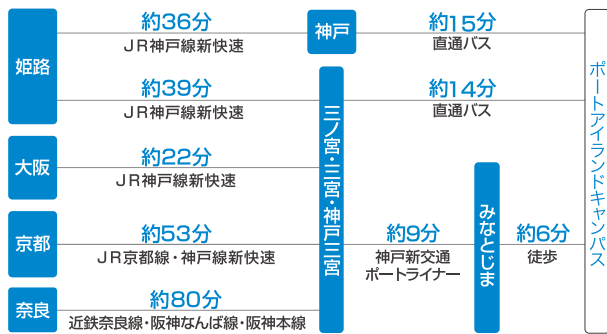 姫路
約36分
JR神戸線新快速
神戸
約15分
直通バス
約39分
JR神戸線新快速
三ノ宮・三宮・神戸三宮
約14分
直通バス
ポートアイランドキャンパス
大阪
約22分
JR神戸線新快速
京都
約53分
JR京都線・神戸線新快速
約9分
神戸新交通
ポートライナー
みなとじま
約6分
徒歩
奈良
約80分
近鉄奈良線・阪神なんば線・阪神本線